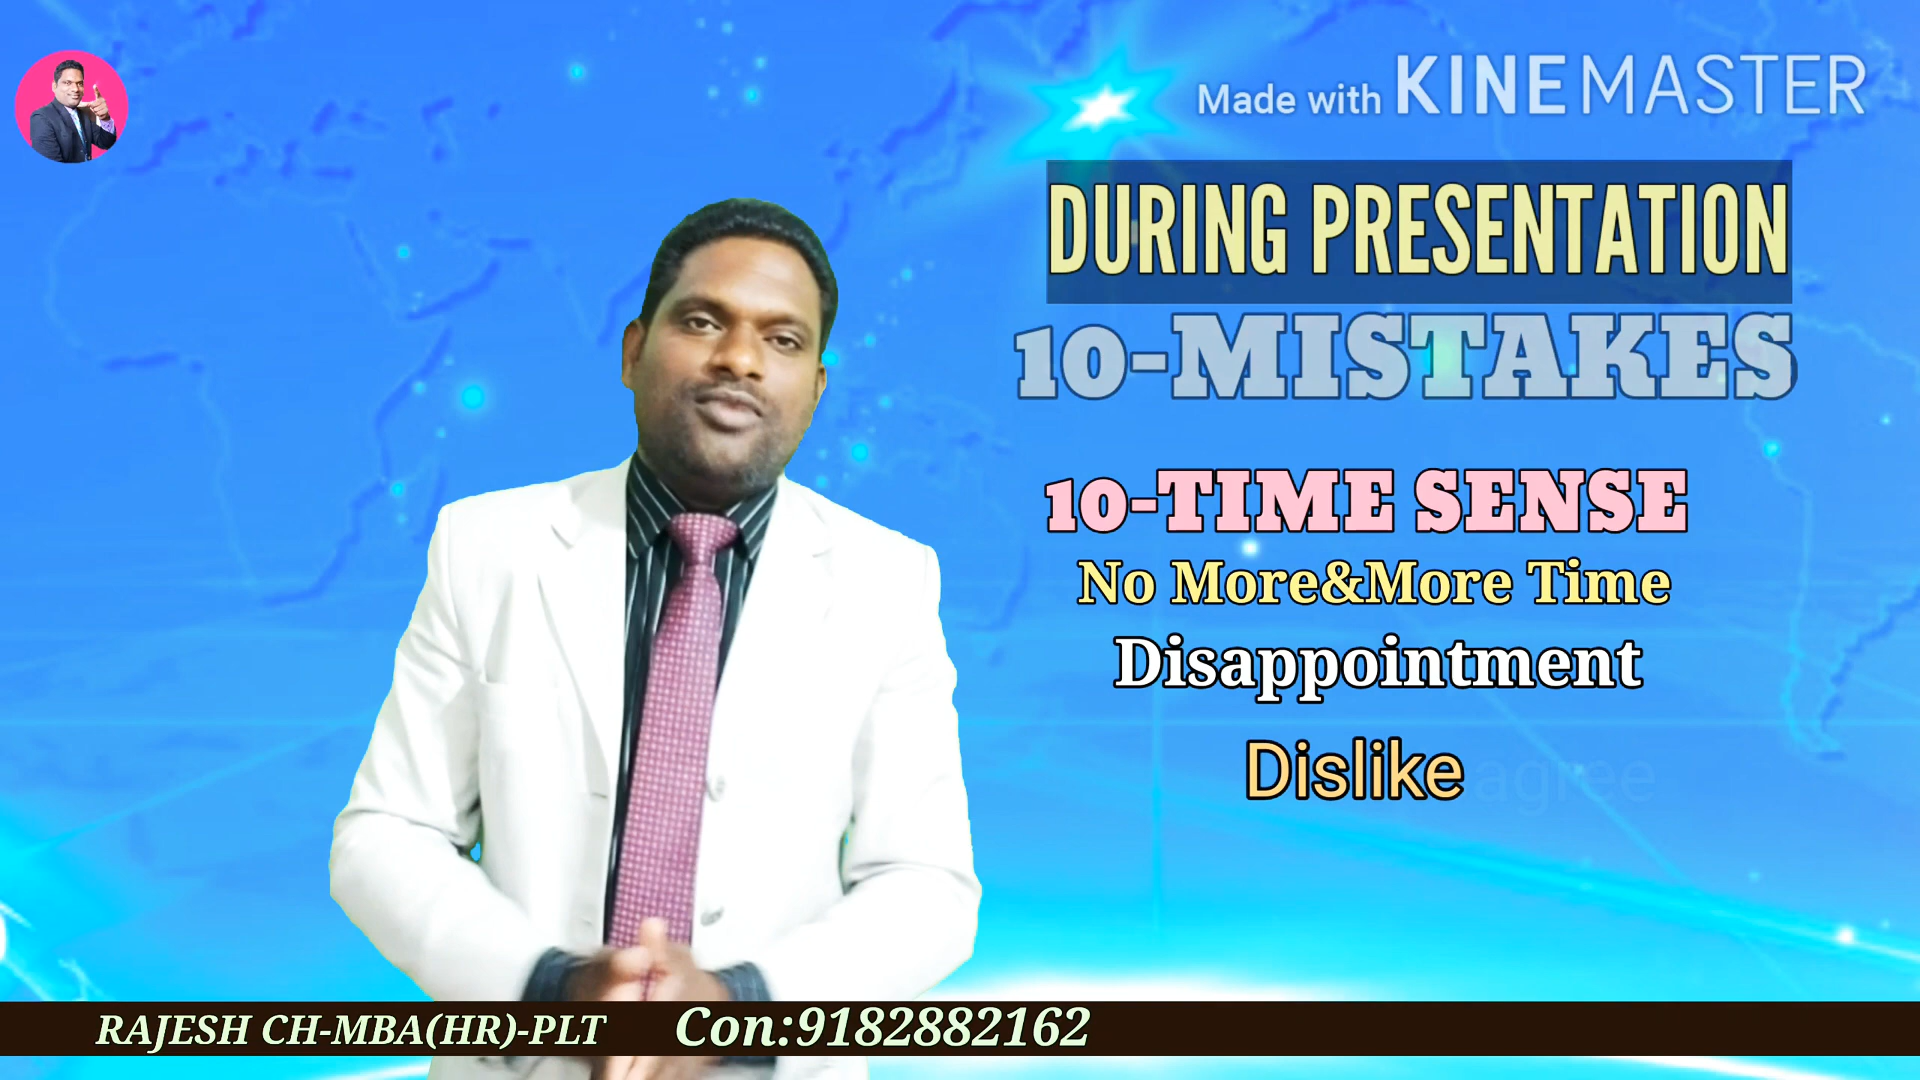 Made with KINEMASTER
DURING PRESENTATION
10-MISTAKES
10-TIME SENSE
No More&More Time
Disappointment
Dislike agree
RAJESH CH-MBA(HR)-PLT Con:9182882162